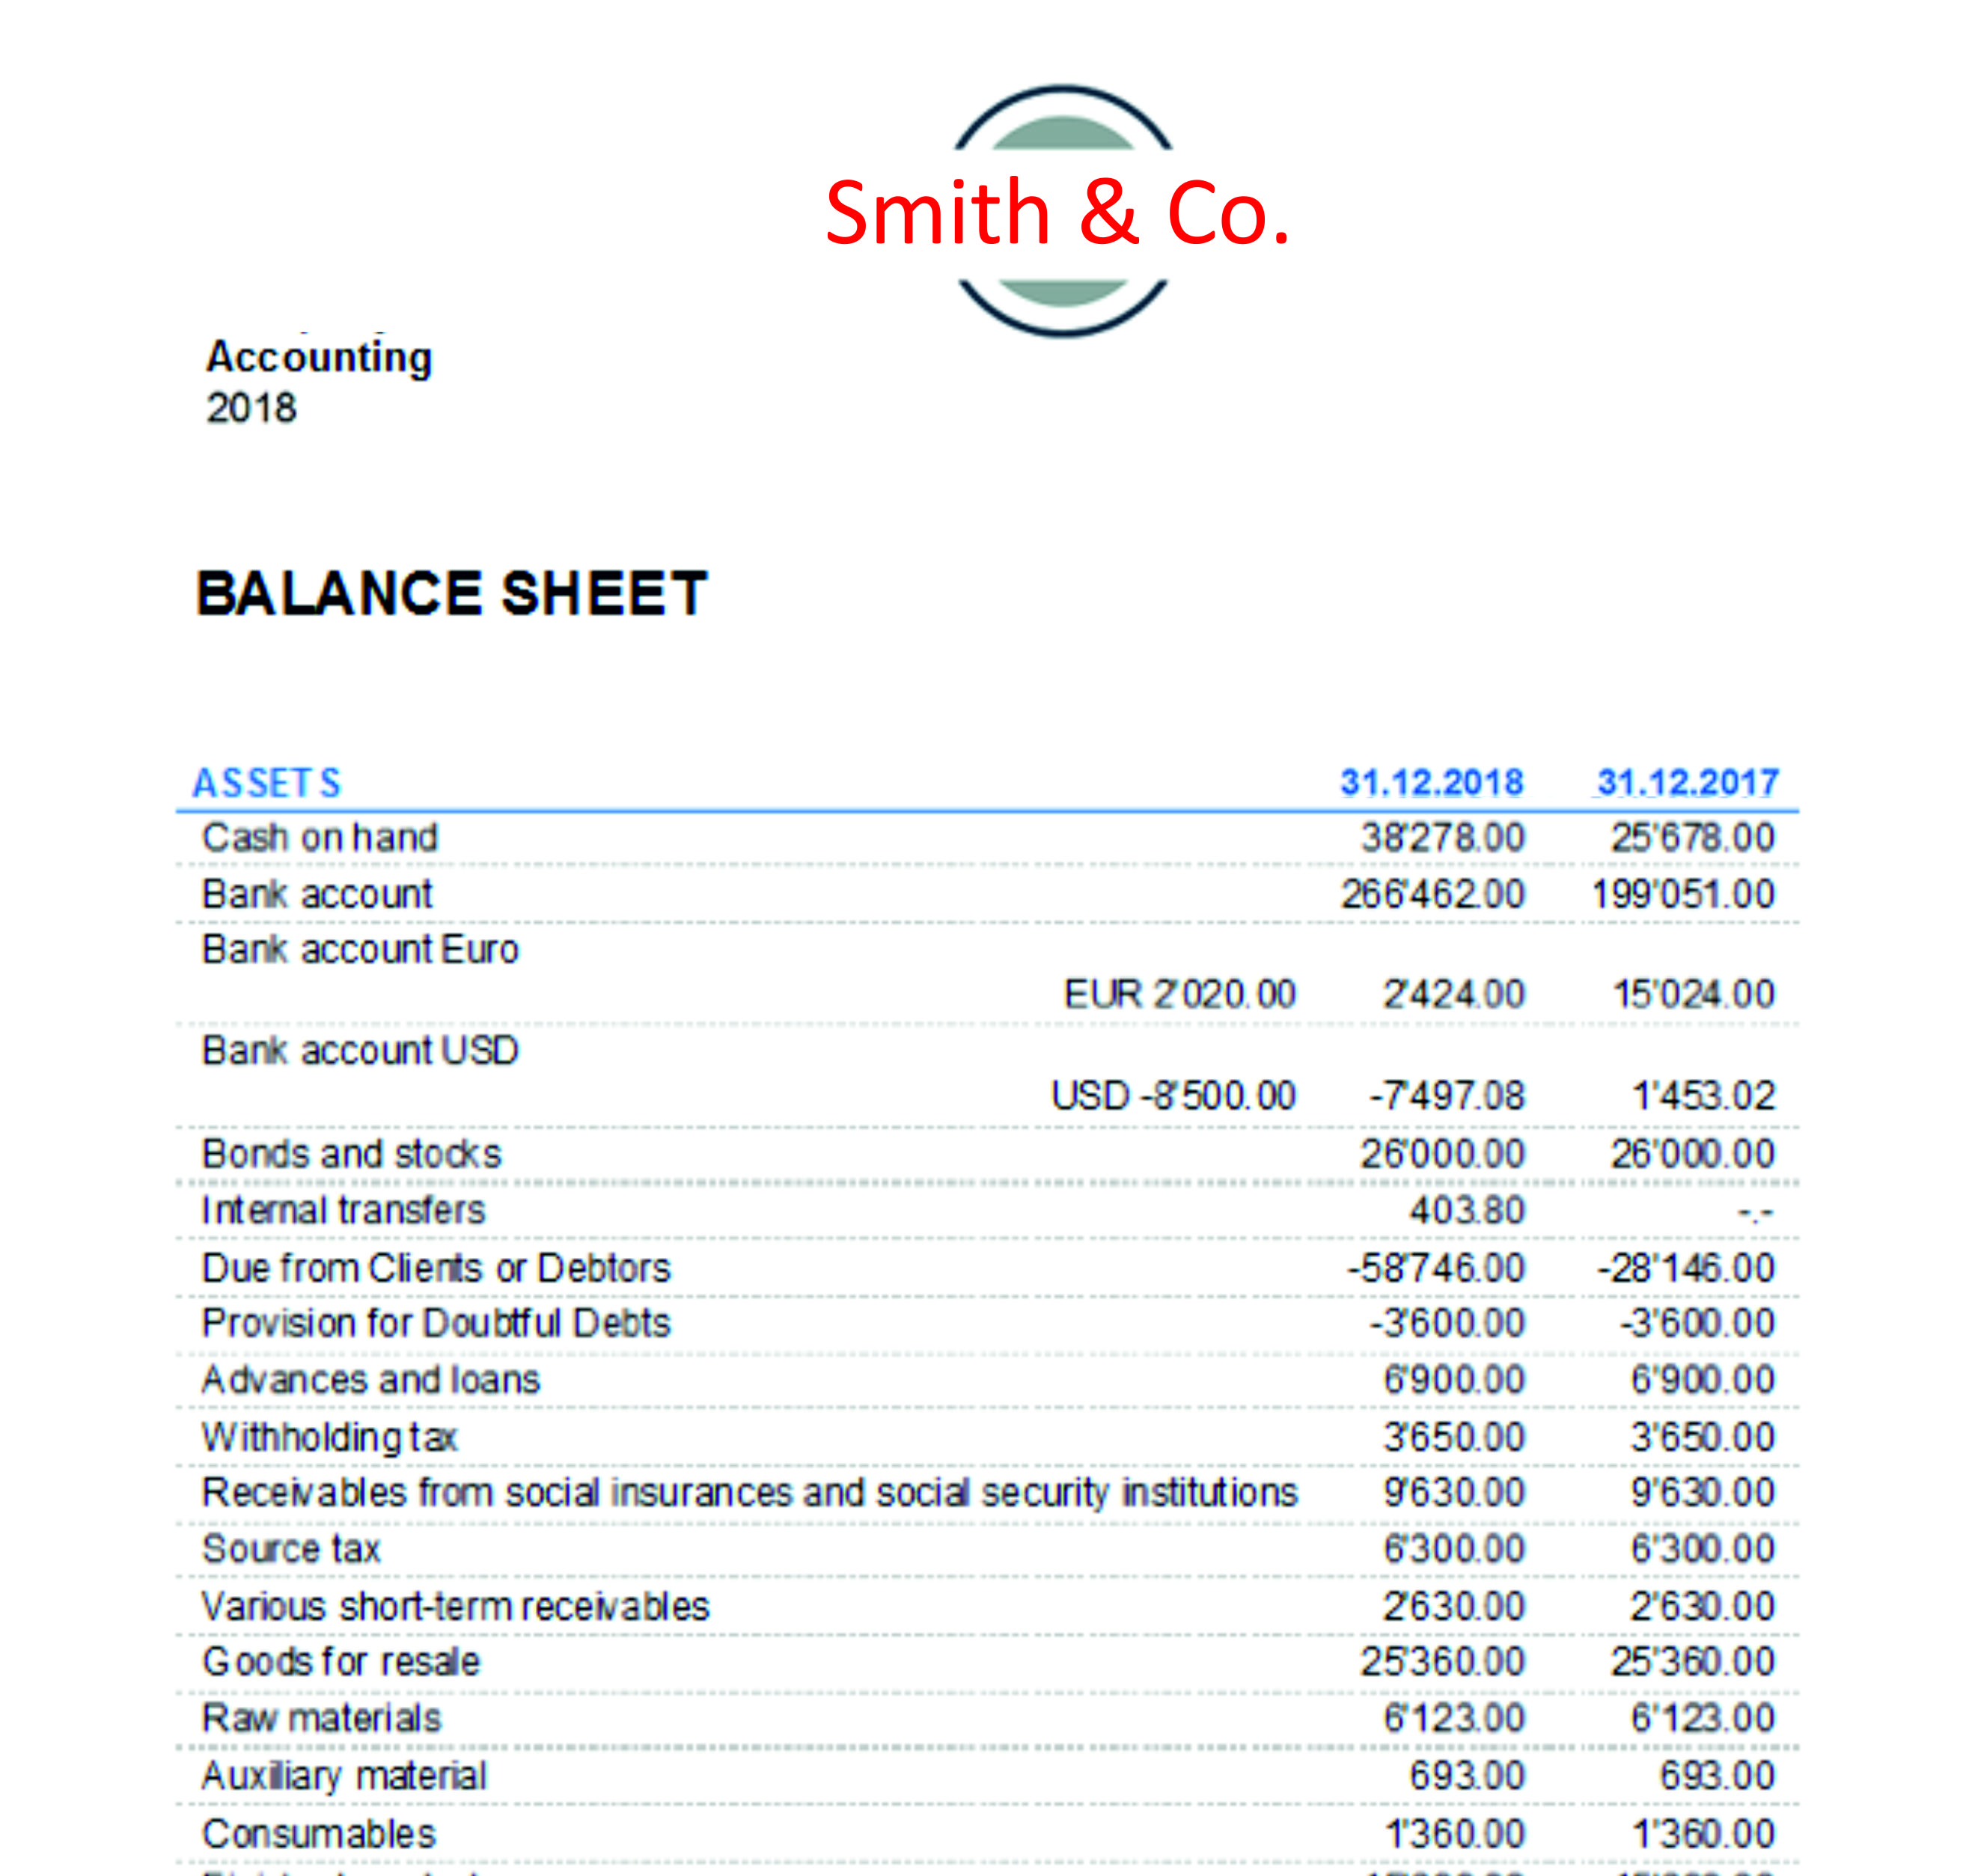 Smith & Co.
Accounting
2018
BALANCE SHEET
ASSETS 31.12.2018 31.12.2017
Cash on hand 38'278.00 25'678.00
Bank account 266'462.00 199'051.00
Bank account Euro
EUR 2'020.00 2'424.00 15'024.00
Bank account USD
USD -8'500.00 -7'497.08 1'453.02
Bonds and stocks 26'000.00 26'000.00
Internal transfers 403.80 -.-
Due from Clients or Debtors -58'746.00 -28'146.00
Provision for Doubtful Debts -3'600.00 -3'600.00
Advances and loans 6'900.00 6'900.00
Withholding tax 3'650.00 3'650.00
Receivables from social insurances and social security institutions 9'630.00 9'630.00
Source tax 6'300.00 6'300.00
Various short-term receivables 2'630.00 2'630.00
Goods for resale 25'360.00 25'360.00
Raw materials 6'123.00 6'123.00
Auxiliary material 693.00 693.00
Consumables 1'360.00 1'360.00